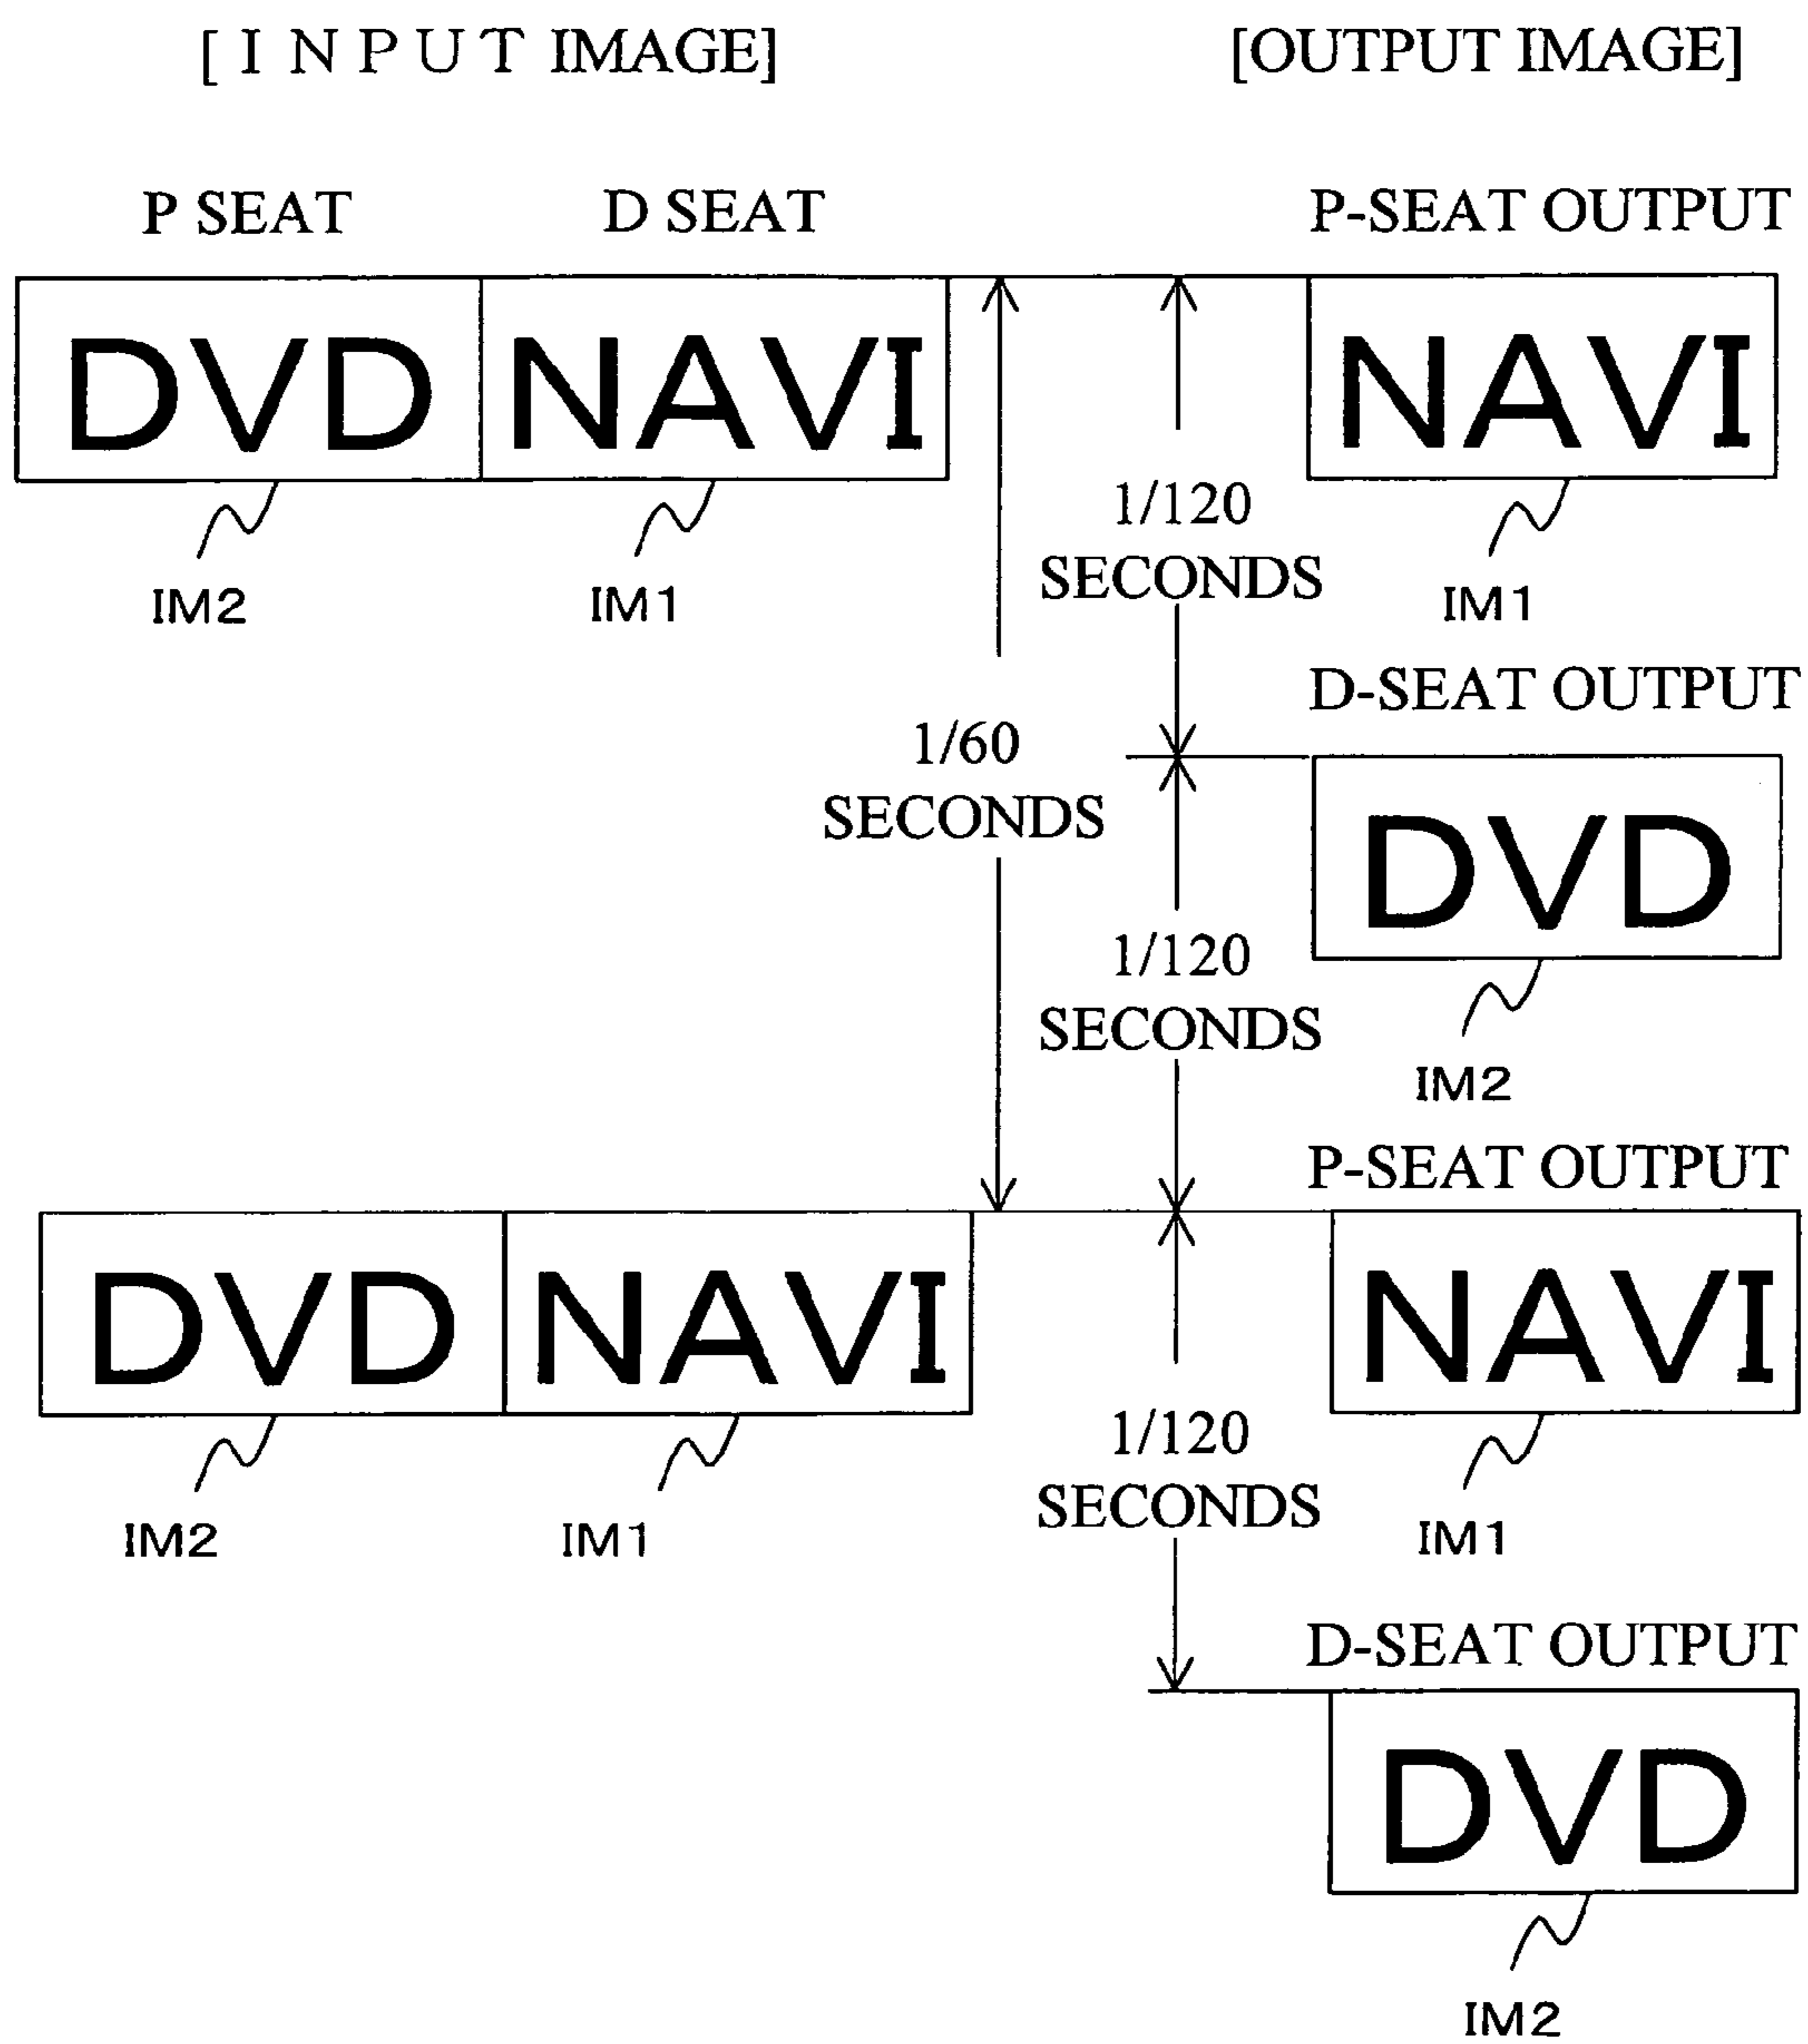 [ I N P U T IMAGE]
[OUTPUT IMAGE]
P SEAT
D SEAT
P-SEAT OUTPUT
DVD
NAVI
NAVI
1/120
SECONDS
IM2
IM1
IM1
D-SEAT OUTPUT
1/60
SECONDS
DVD
1/120
SECONDS
IM2
P-SEAT OUTPUT
DVD
NAVI
NAVI
1/120
SECONDS
IM2
IM1
IM1
D-SEAT OUTPUT
DVD
IM2